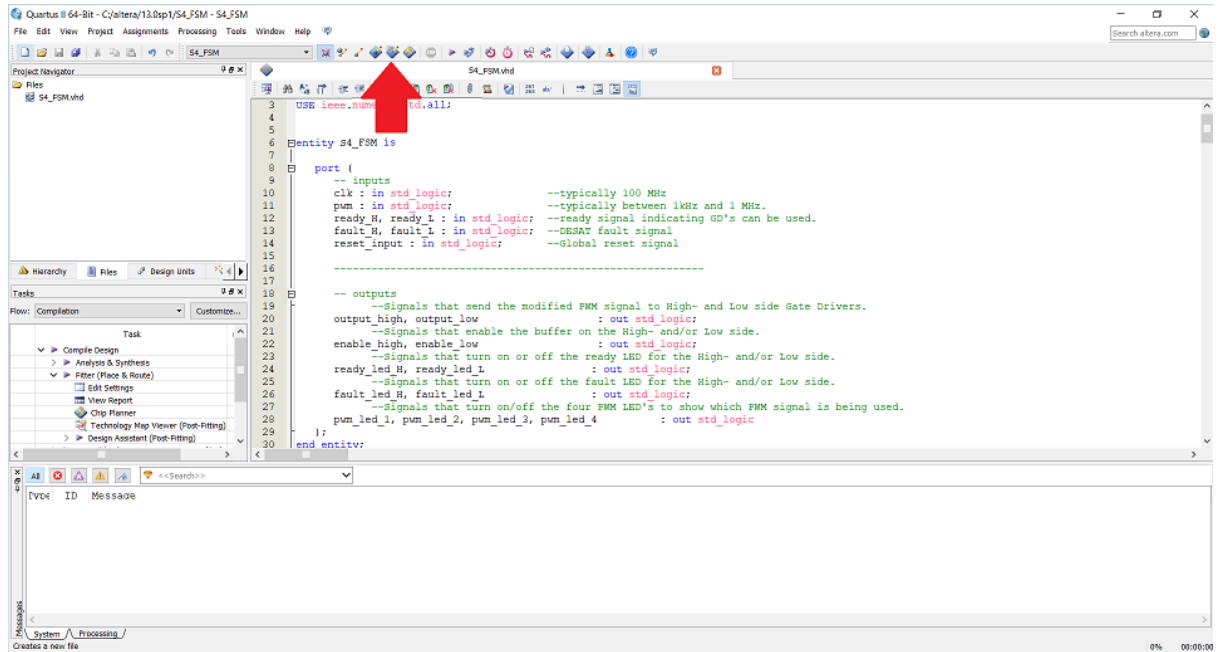 Quartus II 64-Bit - C:/altera/13.0sp1/S4_FSM - S4_FSM
File Edit View Project Assignments Processing Tools Window Help
Search altera.com
S4_FSM
Project Navigator
S4_FSM.vhd
Files
S4_FSM.vhd
3 USE ieee.nume td.all;
4
5
6 entity S4_FSM is
7
8 port (
9 -- inputs
10 clk : in std_logic; --typically 100 MHz
11 pwm : in std_logic; --typically between 1kHz and 1 MHz.
12 ready_H, ready_L : in std_logic; --ready signal indicating GD's can be used.
13 fault_H, fault_L : in std_logic; --DESAT fault signal
14 reset_input : in std_logic; --Global reset signal
15
16 -----------------------------------------------------------
17
18 -- outputs
19 --Signals that send the modified PWM signal to High- and Low side Gate Drivers.
20 output_high, output_low : out std_logic;
21 --Signals that enable the buffer on the High- and/or Low side.
22 enable_high, enable_low : out std_logic;
23 --Signals that turn on or off the ready LED for the High- and/or Low side.
24 ready_led_H, ready_led_L : out std_logic;
25 --Signals that turn on or off the fault LED for the High- and/or Low side.
26 fault_led_H, fault_led_L : out std_logic;
27 --Signals that turn on/off the four PWM LED's to show which PWM signal is being used.
28 pwm_led_1, pwm_led_2, pwm_led_3, pwm_led_4 : out std_logic
29 );
30 end entity;
Hierarchy Files Design Units
Tasks
Flow: Compilation Customize...
Task
Compile Design
Analysis & Synthesis
Fitter (Place & Route)
Edit Settings
View Report
Chip Planner
Technology Map Viewer (Post-Fitting)
Design Assistant (Post-Fitting)
All <<Search>>
Type ID Message
Messages
System Processing
Creates a new file
0% 00:00:00